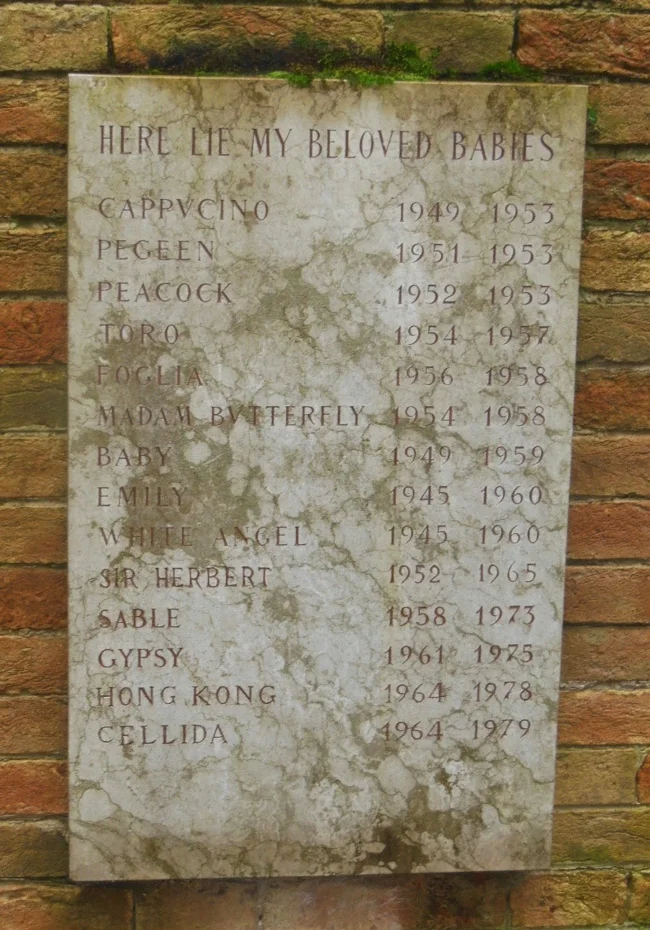 HERE LIE MY BELOVED BABIES
CAPPVCINO 1949 1953
PEGEEN 1951 1953
PEACOCK 1952 1953
TORO 1954 1957
FOGLIA 1956 1958
MADAM BVTTERFLY 1954 1958
BABY 1949 1959
EMILY 1945 1960
WHITE ANGEL 1945 1960
SIR HERBERT 1952 1965
SABLE 1958 1973
GYPSY 1961 1975
HONG KONG 1964 1978
CELLIDA 1964 1979